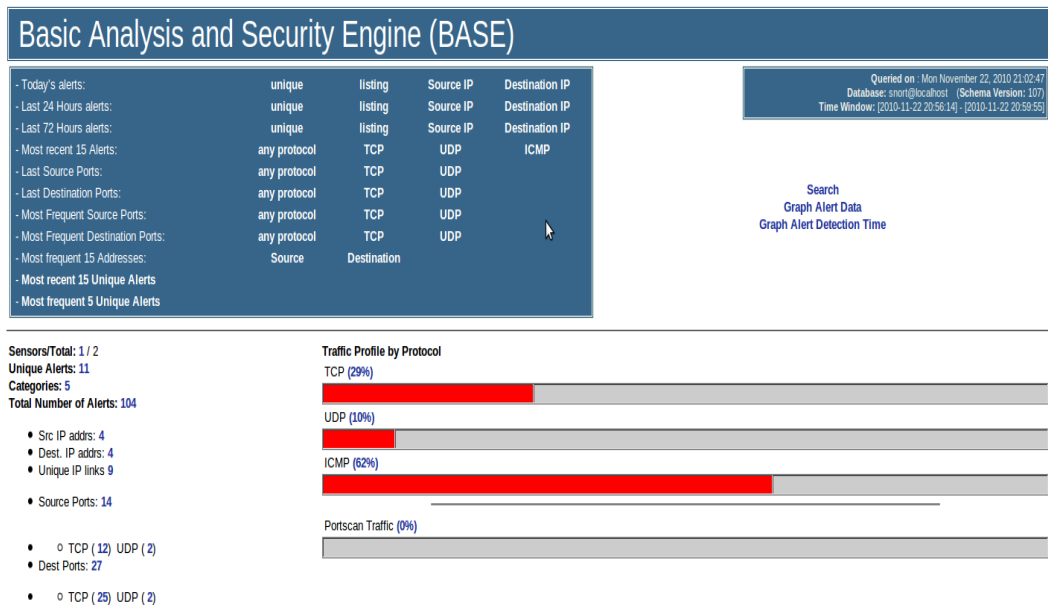 Basic Analysis and Security Engine (BASE)
- Today's alerts: unique listing Source IP Destination IP
- Last 24 Hours alerts: unique listing Source IP Destination IP
- Last 72 Hours alerts: unique listing Source IP Destination IP
- Most recent 15 Alerts: any protocol TCP UDP ICMP
- Last Source Ports: any protocol TCP UDP
- Last Destination Ports: any protocol TCP UDP
- Most Frequent Source Ports: any protocol TCP UDP
- Most Frequent Destination Ports: any protocol TCP UDP
- Most frequent 15 Addresses: Source Destination
- Most recent 15 Unique Alerts
- Most frequent 5 Unique Alerts
Queried on : Mon November 22, 2010 21:02:47
Database: snort@localhost (Schema Version: 107)
Time Window: [2010-11-22 20:56:14] - [2010-11-22 20:59:55]
Search
Graph Alert Data
Graph Alert Detection Time
Sensors/Total: 1 / 2
Unique Alerts: 11
Categories: 5
Total Number of Alerts: 104
• Src IP addrs: 4
• Dest. IP addrs: 4
• Unique IP links 9
• Source Ports: 14
• ○ TCP ( 12) UDP ( 2)
• Dest Ports: 27
• ○ TCP ( 25) UDP ( 2)
Traffic Profile by Protocol
TCP (29%)
UDP (10%)
ICMP (62%)
Portscan Traffic (0%)